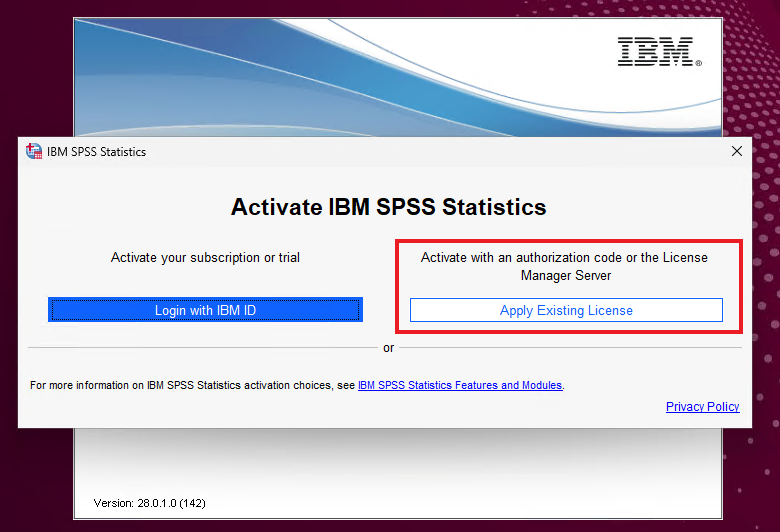 IBM®
IBM SPSS Statistics
Activate IBM SPSS Statistics
Activate your subscription or trial
Login with IBM ID
Activate with an authorization code or the License
Manager Server
Apply Existing License
or
For more information on IBM SPSS Statistics activation choices, see IBM SPSS Statistics Features and Modules.
Privacy Policy
Version: 28.0.1.0 (142)